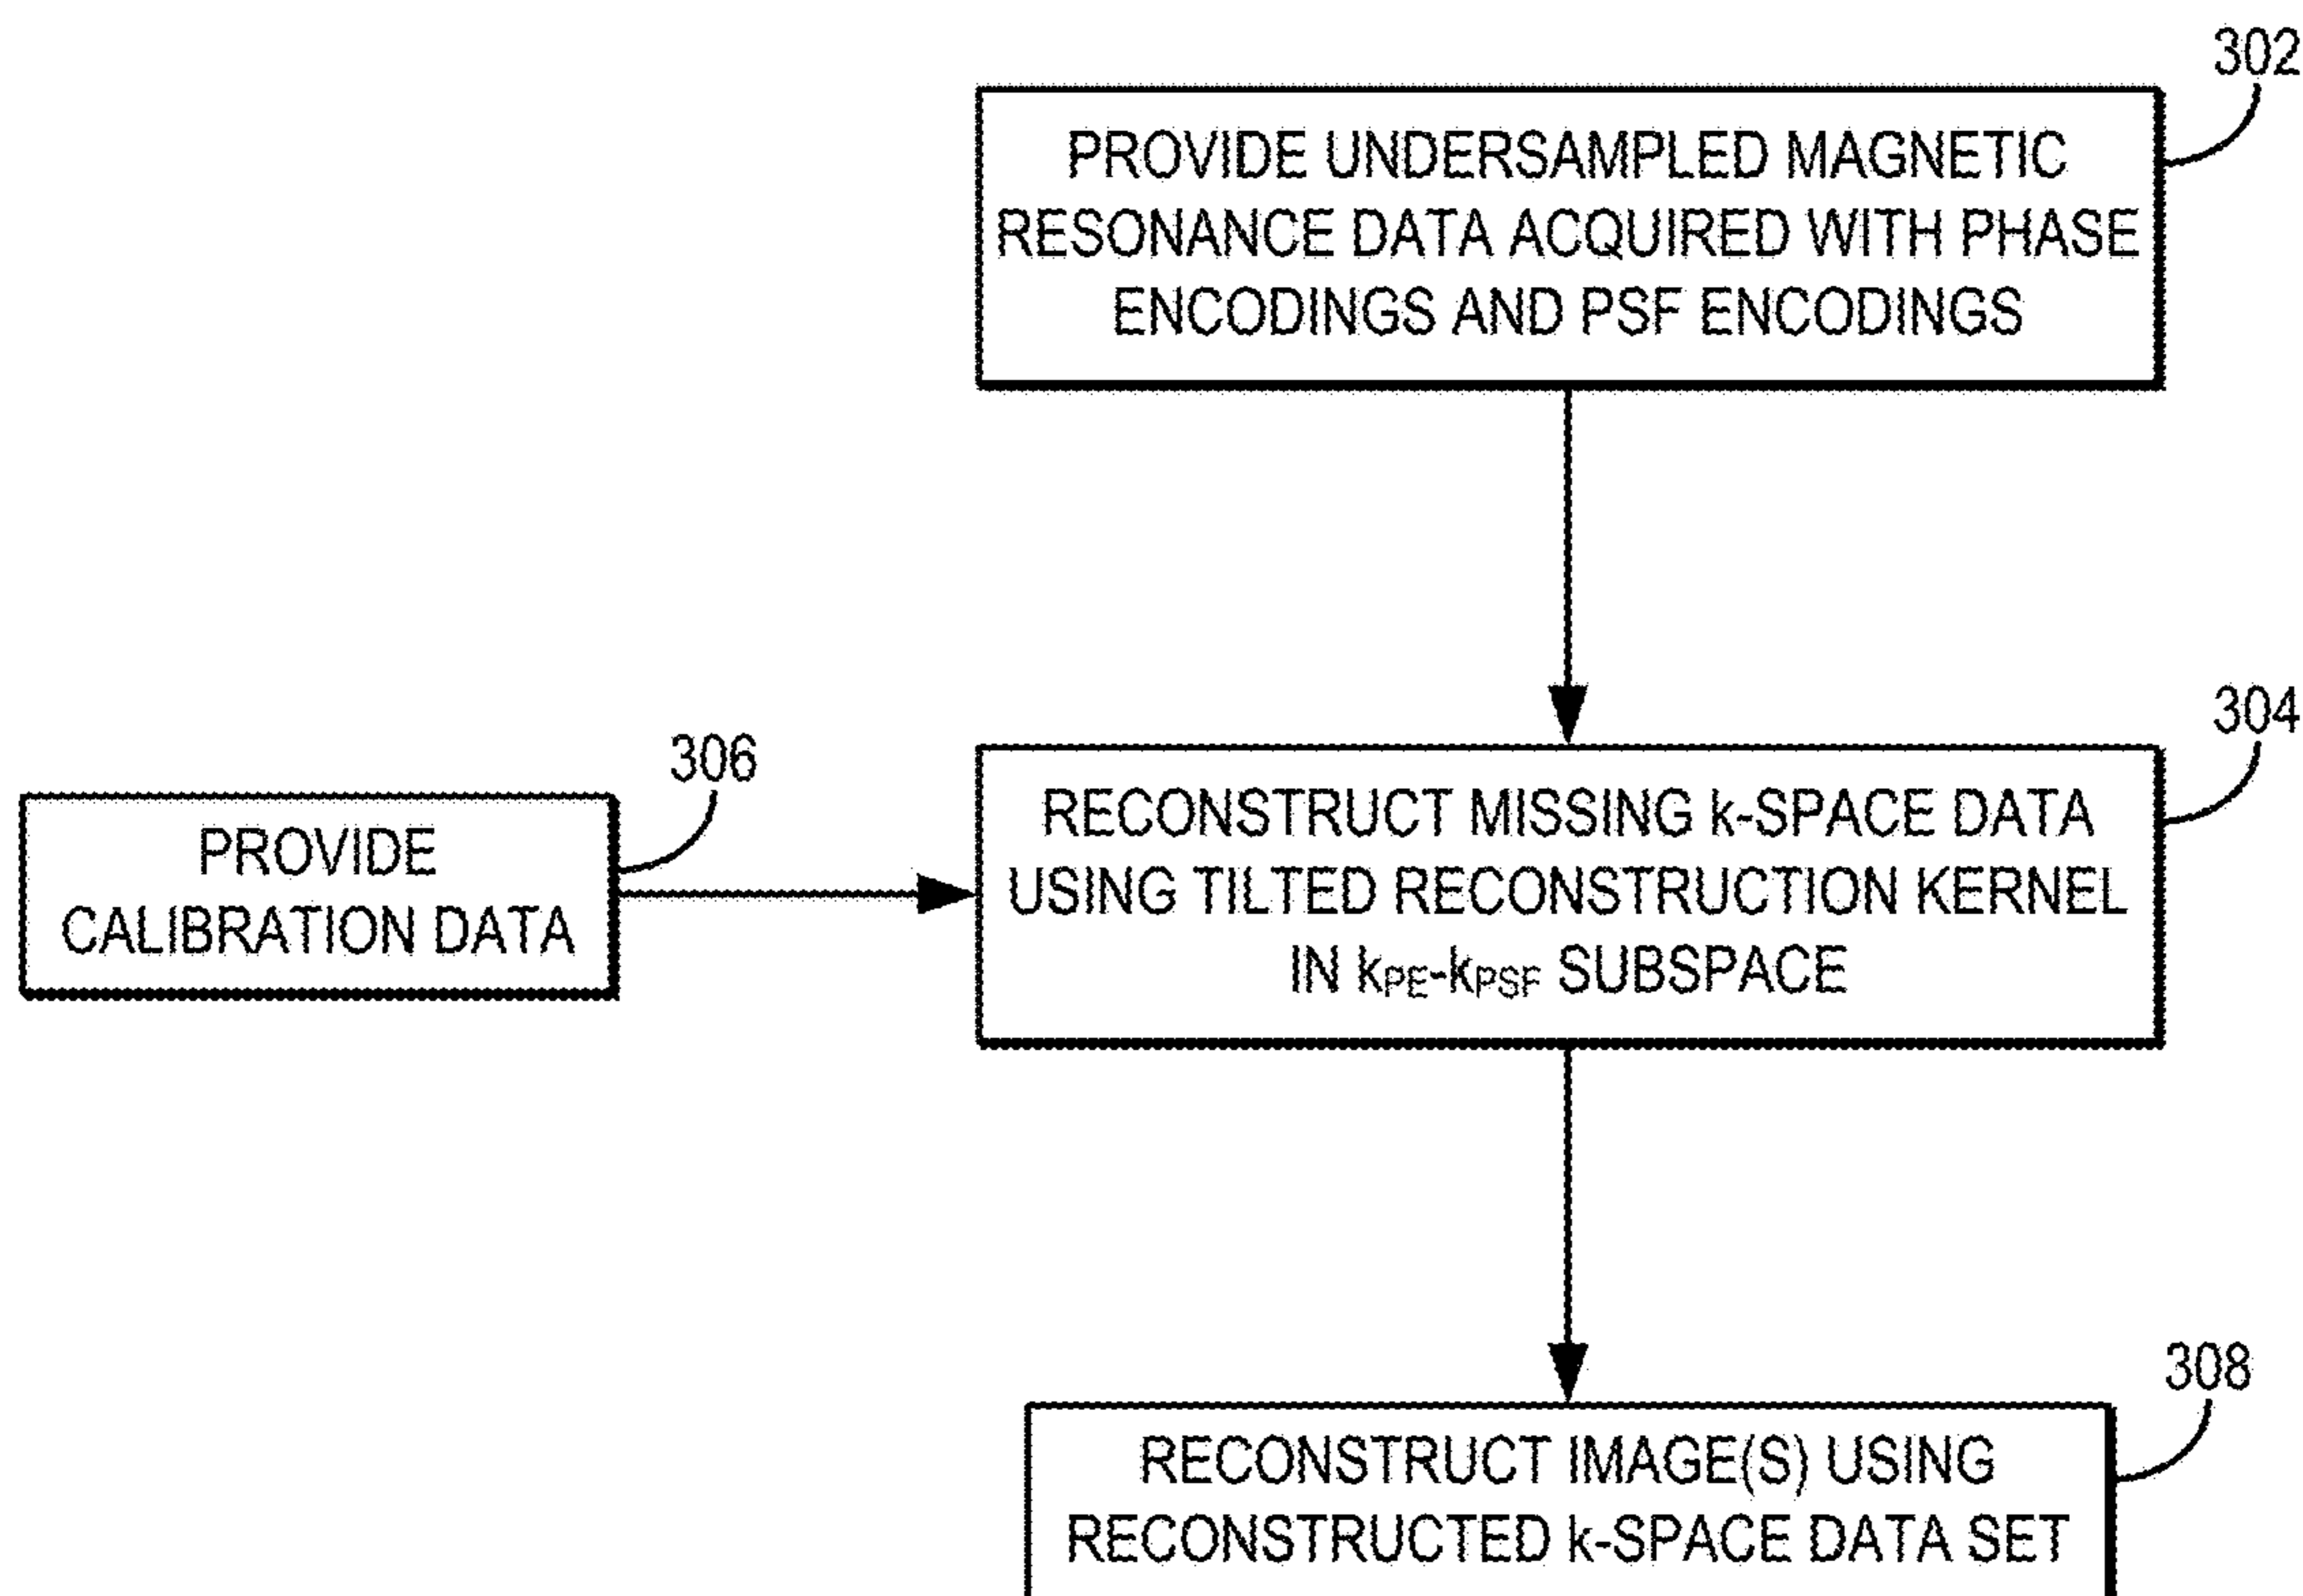 302
PROVIDE UNDERSAMPLED MAGNETIC
RESONANCE DATA ACQUIRED WITH PHASE
ENCODINGS AND PSF ENCODINGS
304
306
RECONSTRUCT MISSING k-SPACE DATA
USING TILTED RECONSTRUCTION KERNEL
IN kPE-kPSF SUBSPACE
PROVIDE
CALIBRATION DATA
308
RECONSTRUCT IMAGE(S) USING
RECONSTRUCTED k-SPACE DATA SET